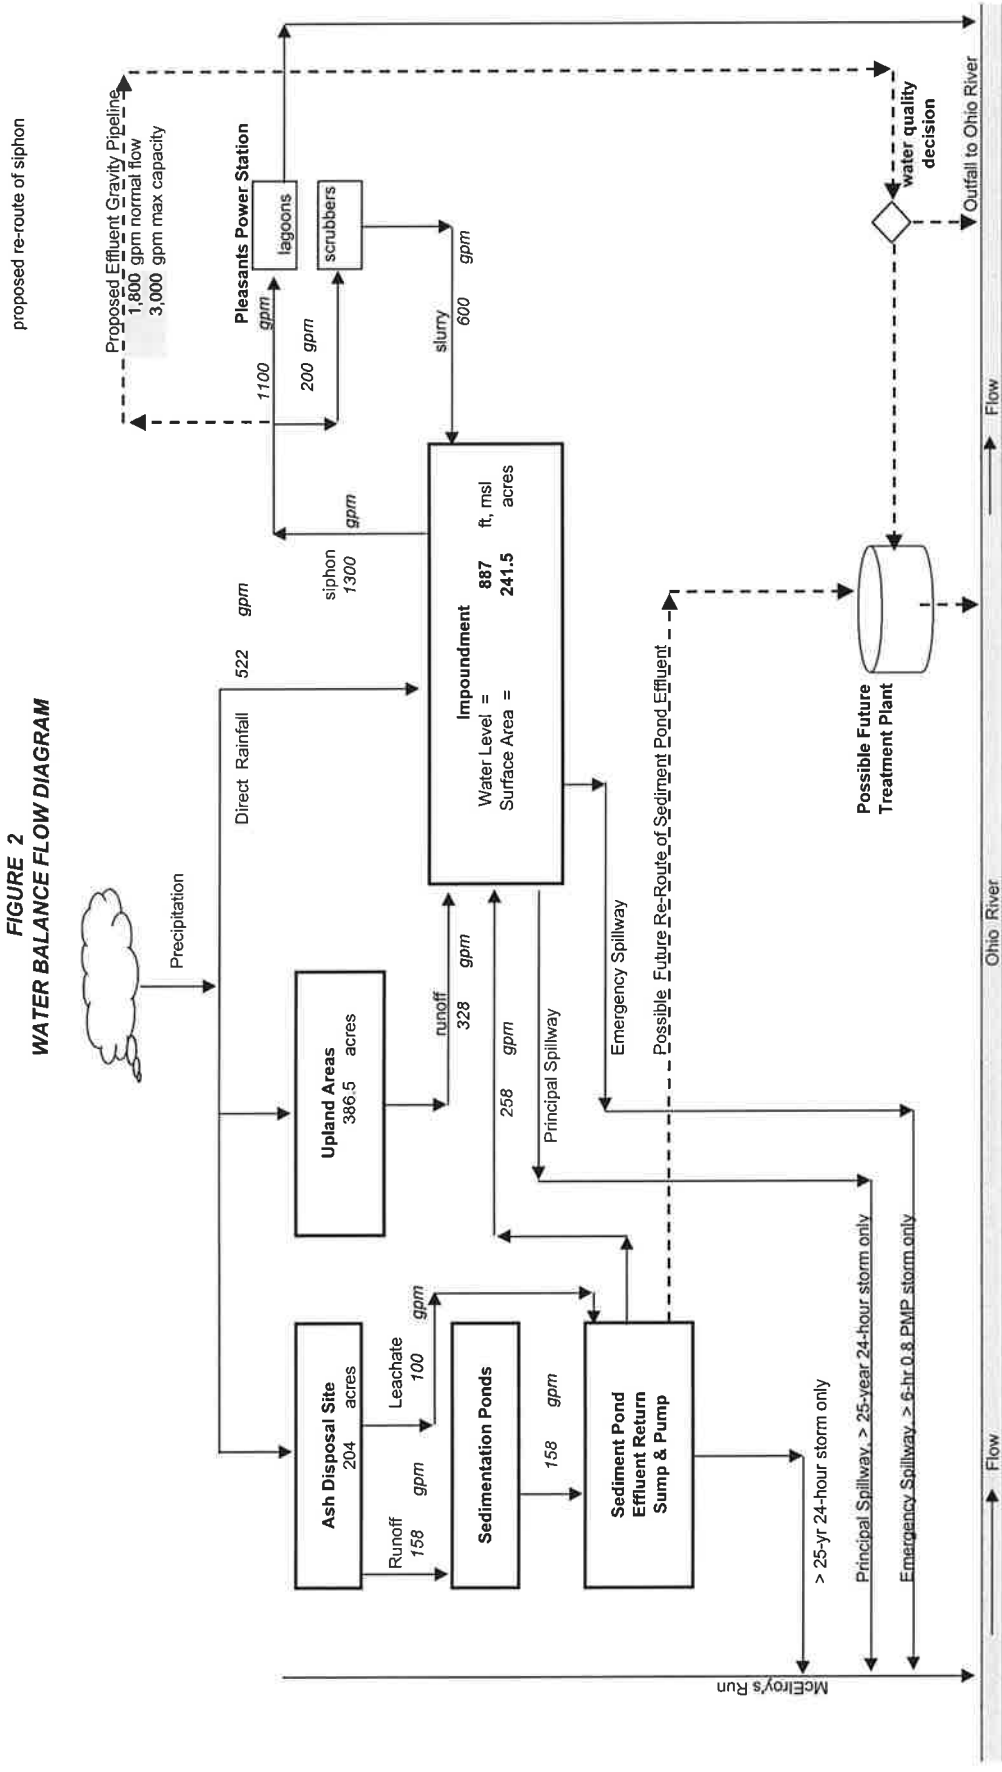 FIGURE 2
WATER BALANCE FLOW DIAGRAM
proposed re-route of siphon
Precipitation
Direct Rainfall
522 gpm
Proposed Effluent Gravity Pipeline
1,800 gpm normal flow
3,000 gpm max capacity
Pleasants Power Station
lagoons
scrubbers
1100 gpm
200 gpm
siphon
1300 gpm
slurry
600 gpm
Ash Disposal Site
204 acres
Upland Areas
386.5 acres
runoff
328 gpm
Impoundment
Water Level = 887 ft, msl
Surface Area = 241.5 acres
Runoff
158 gpm
Leachate
100 gpm
258 gpm
Sedimentation Ponds
158 gpm
Principal Spillway
Emergency Spillway
Sediment Pond
Effluent Return
Sump & Pump
Possible Future Re-Route of Sediment Pond Effluent
> 25-yr 24-hour storm only
Principal Spillway, > 25-year 24-hour storm only
Emergency Spillway, > 6-hr 0.8 PMP storm only
McElroy's Run
Possible Future
Treatment Plant
water quality
decision
Outfall to Ohio River
Flow
Ohio River
Flow